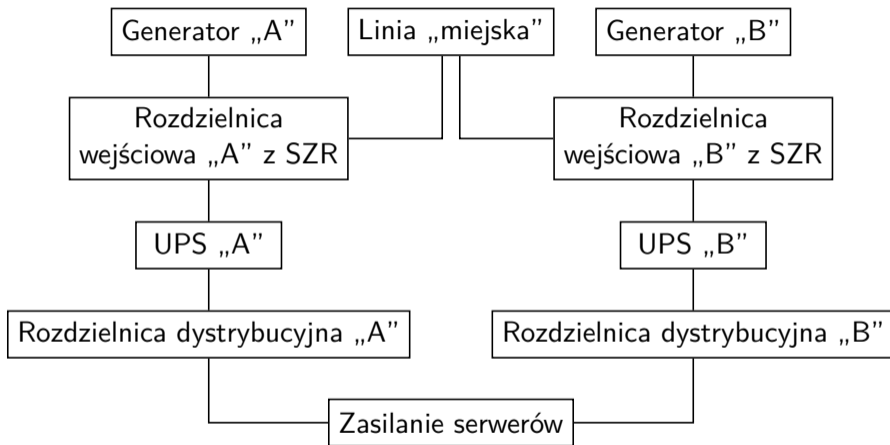 Generator „A”
Linia „miejska”
Generator „B”
Rozdzielnica
wejściowa „A” z SZR
Rozdzielnica
wejściowa „B” z SZR
UPS „A”
UPS „B”
Rozdzielnica dystrybucyjna „A”
Rozdzielnica dystrybucyjna „B”
Zasilanie serwerów